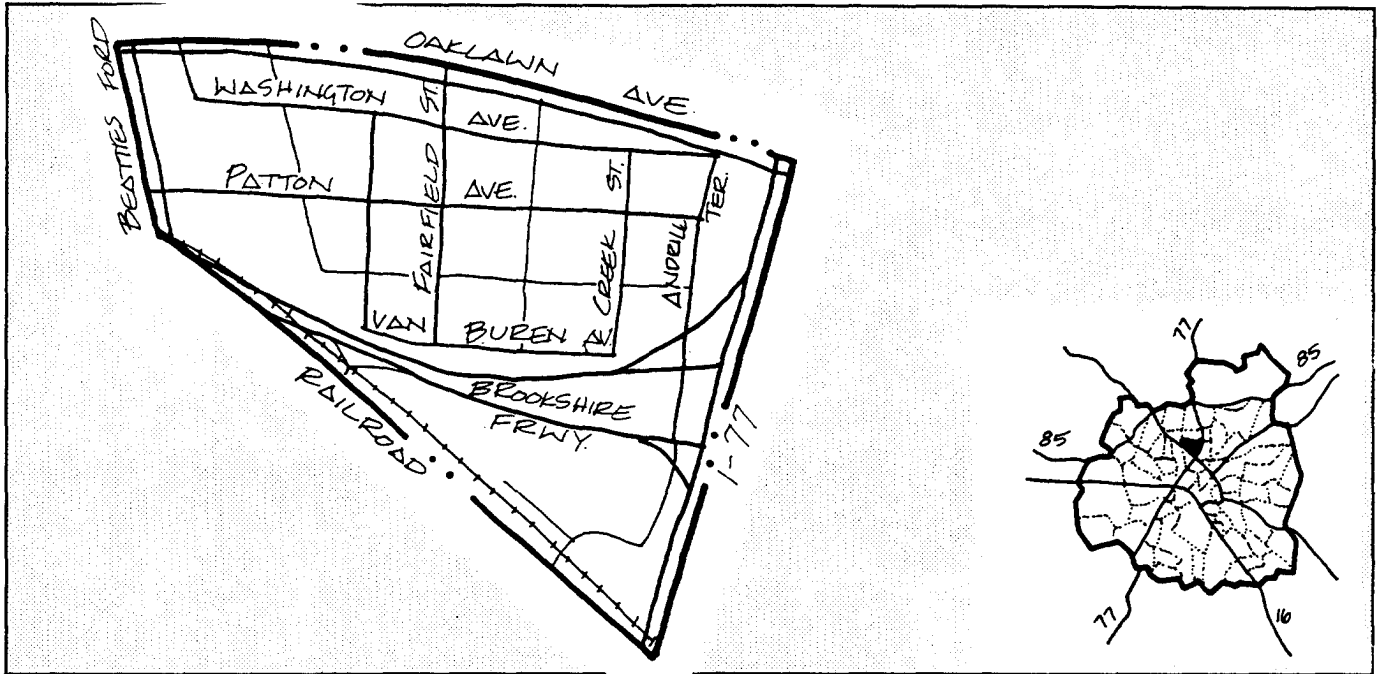 OAKLAWN AVE.
BEATTIES FORD
WASHINGTON AVE.
FAIRFIELD ST.
PATTON AVE.
CREEK ST.
ANDRILL TER.
VAN BUREN AV.
BROOKSHIRE FRWY.
RAILROAD
I-77
77
85
85
77
16